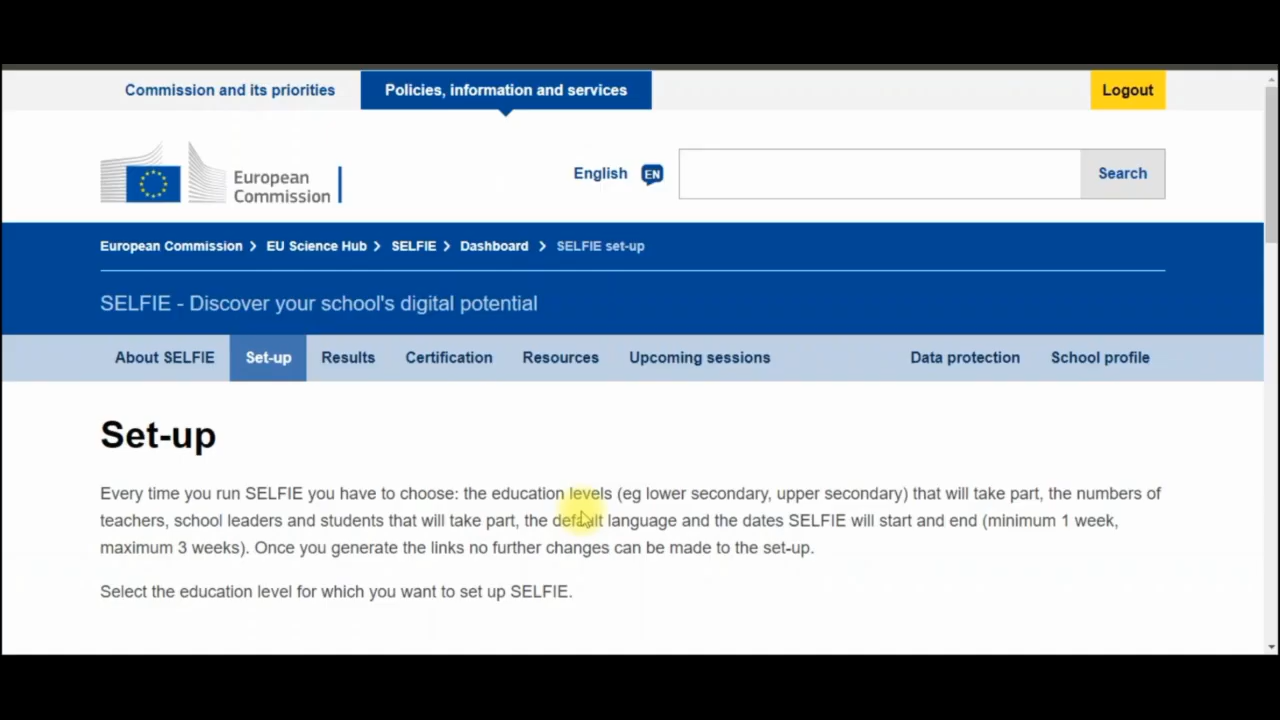 Commission and its priorities
Policies, information and services
Logout
European
Commission
English EN
Search
European Commission > EU Science Hub > SELFIE > Dashboard > SELFIE set-up
SELFIE - Discover your school's digital potential
About SELFIE Set-up Results Certification Resources Upcoming sessions Data protection School profile
Set-up
Every time you run SELFIE you have to choose: the education levels (eg lower secondary, upper secondary) that will take part, the numbers of
teachers, school leaders and students that will take part, the default language and the dates SELFIE will start and end (minimum 1 week,
maximum 3 weeks). Once you generate the links no further changes can be made to the set-up.
Select the education level for which you want to set up SELFIE.